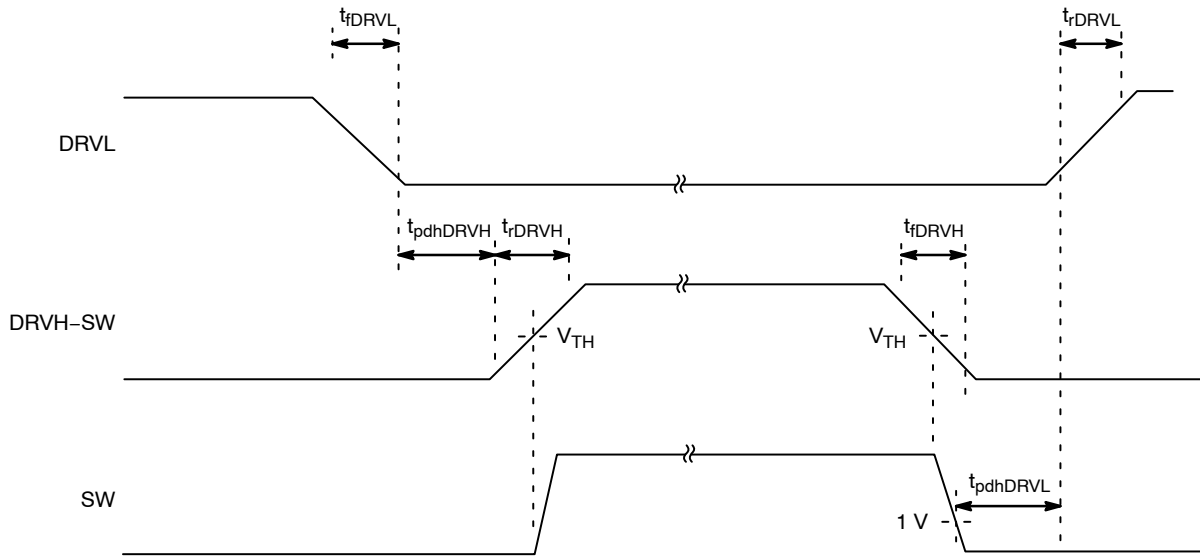 tfDRVL
trDRVL
DRVL
tpdhDRVH
trDRVH
tfDRVH
DRVH−SW
VTH
VTH
SW
tpdhDRVL
1 V